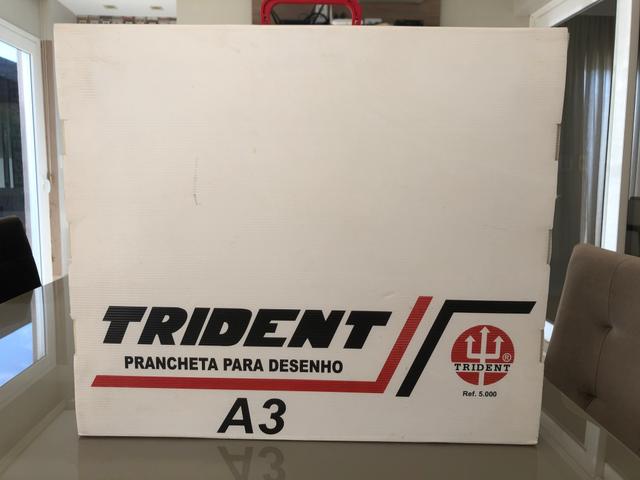 TRIDENT
PRANCHETA PARA DESENHO
A3
®
TRIDENT
Ref. 5.000